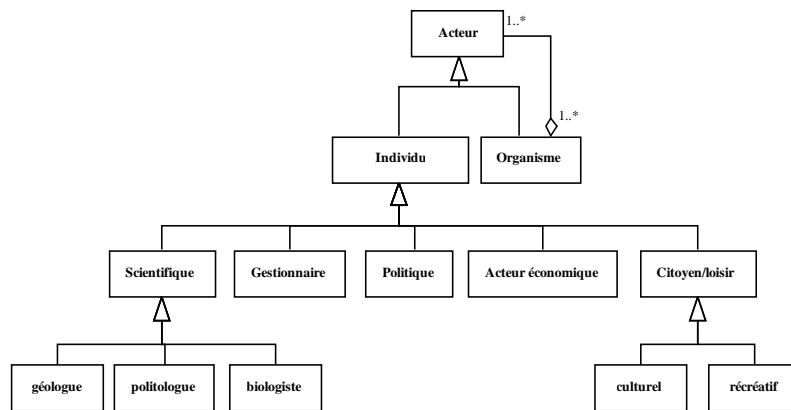 Acteur
1..*
1..*
Individu
Organisme
Scientifique
Gestionnaire
Politique
Acteur économique
Citoyen/loisir
géologue
politologue
biologiste
culturel
récréatif